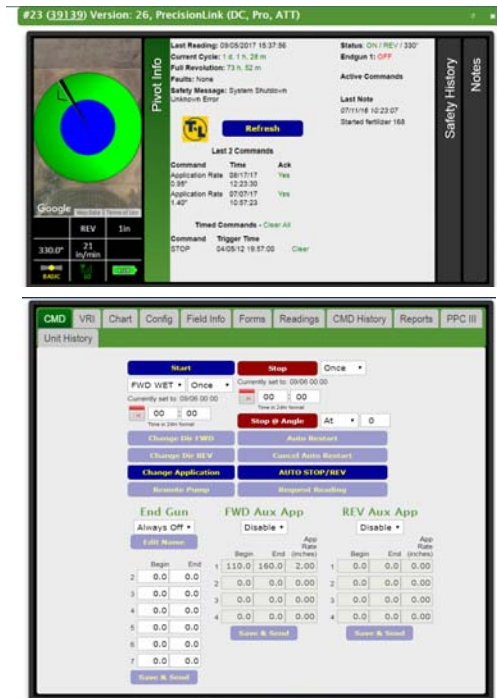 #23 (39139) Version: 26, PrecisionLink (DC, Pro, ATT)
Pivot Info
Last Reading: 09/05/2017 15:37:56
Current Cycle: 1 d, 1 h, 28 m
Full Revolution: 73 h, 52 m
Faults: None
Safety Message: System Shutdown
Unknown Error
Status: ON / REV / 330°
Endgun 1: OFF
Active Commands
Last Note
07/11/16 10:23:07
Started fertilizer 168
T&L
Refresh
Last 2 Commands
Command Time Ack
Application Rate 08/17/17 Yes
0.95" 12:23:30
Application Rate 07/07/17 Yes
1.40" 10:57:23
Timed Commands - Clear All
Command Trigger Time
STOP 04/05/12 19:57:00 Clear
Safety History
Notes
Google
Map Data
Terms of Use
REV 1in
330.0° 21 in/min
BASIC
CMD VRI Chart Config Field Info Forms Readings CMD History Reports PPC III
Unit History
Start Stop Once
FWD WET Once Currently set to: 09/06 00:00
Currently set to: 09/06 00:00 00 : 00
00 : 00 Time in 24hr format
Time in 24hr format Stop @ Angle At 0
Change Dir FWD Auto Restart
Change Dir REV Cancel Auto Restart
Change Application AUTO STOP/REV
Remote Pump Request Reading
End Gun FWD Aux App REV Aux App
Always Off Disable Disable
Edit Name
Begin End Begin End App Rate (inches) Begin End App Rate (inches)
2 0.0 0.0 1 110.0 160.0 2.00 1 0.0 0.0 0.00
3 0.0 0.0 2 0.0 0.0 0.00 2 0.0 0.0 0.00
4 0.0 0.0 3 0.0 0.0 0.00 3 0.0 0.0 0.00
5 0.0 0.0 4 0.0 0.0 0.00 4 0.0 0.0 0.00
6 0.0 0.0 Save & Send Save & Send
7 0.0 0.0
Save & Send